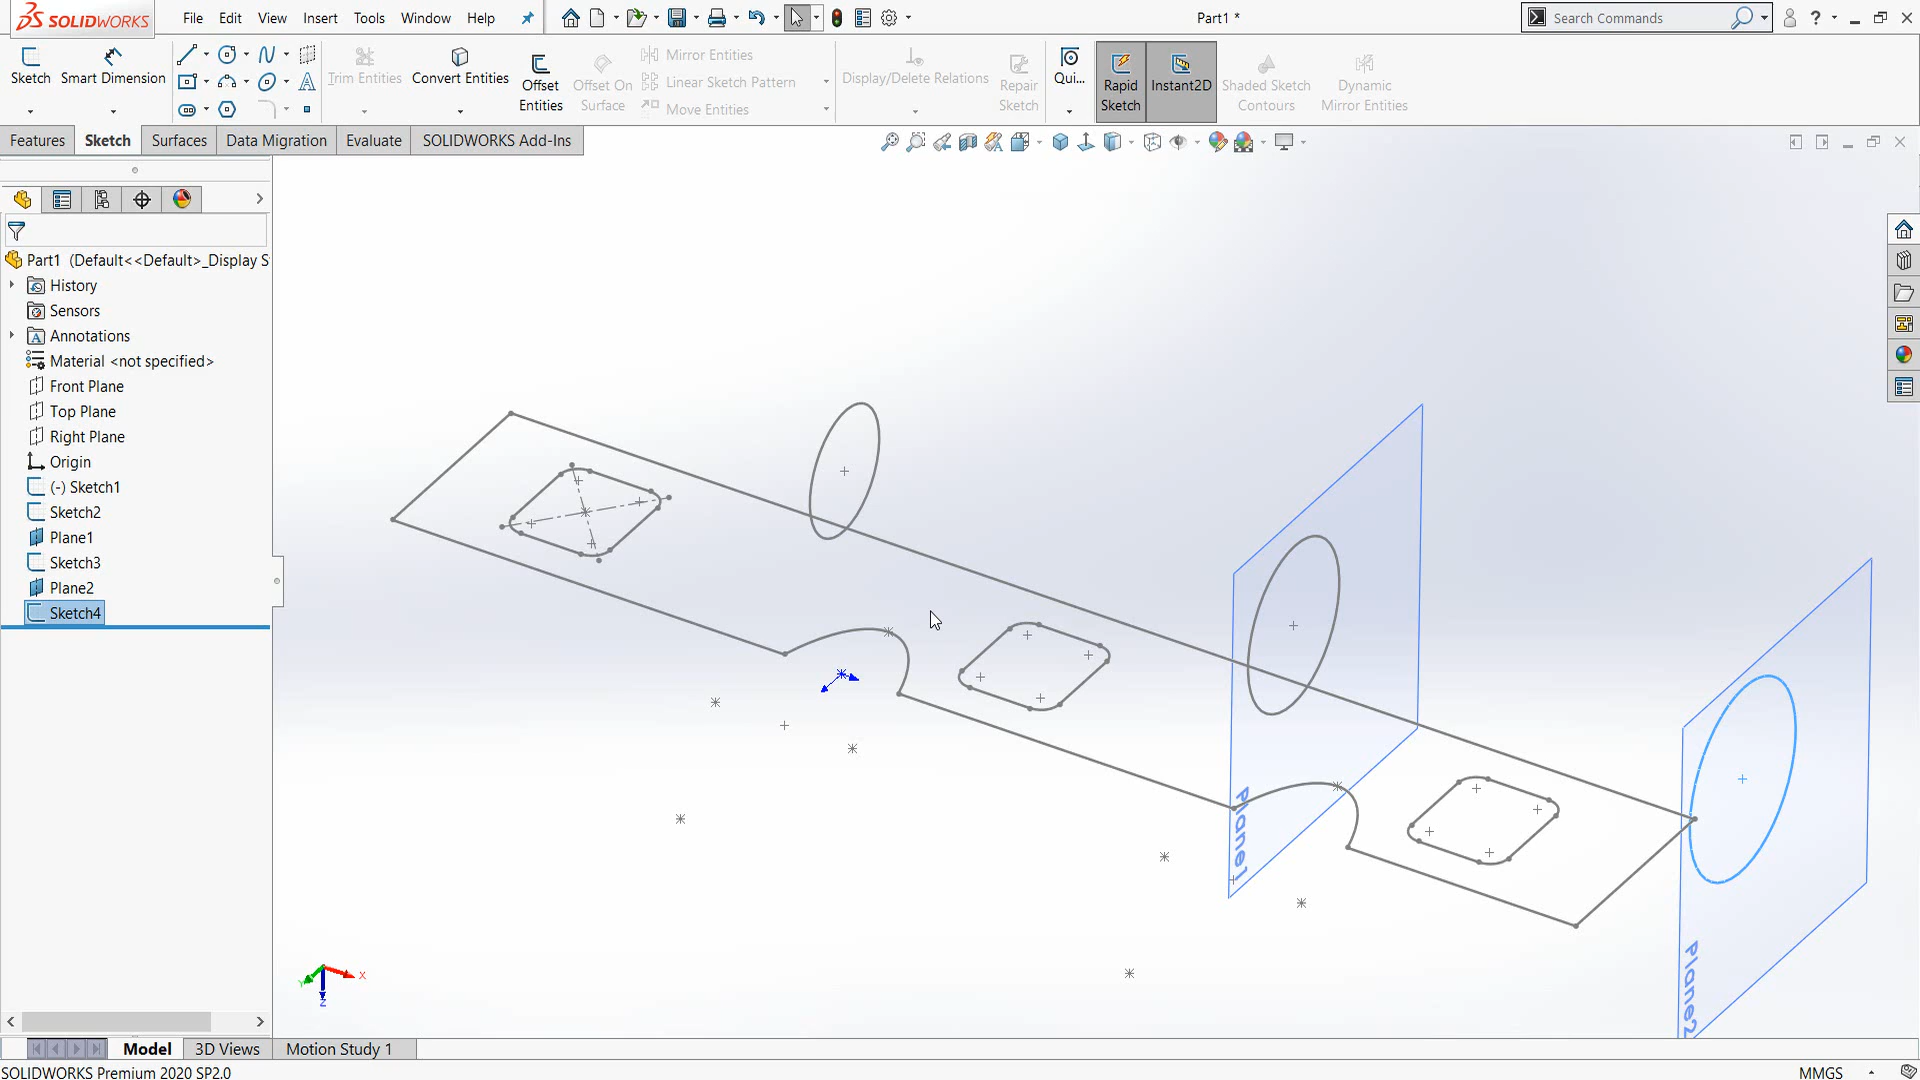 SOLIDWORKS
File Edit View Insert Tools Window Help
Part1 *
Search Commands
?
Sketch
Smart Dimension
Trim Entities
Convert Entities
Offset Entities
Offset On Surface
Mirror Entities
Linear Sketch Pattern
Move Entities
Display/Delete Relations
Repair Sketch
Qui...
Rapid Sketch
Instant2D
Shaded Sketch Contours
Dynamic Mirror Entities
Features Sketch Surfaces Data Migration Evaluate SOLIDWORKS Add-Ins
Part1 (Default<<Default>_Display S
History
Sensors
Annotations
Material <not specified>
Front Plane
Top Plane
Right Plane
Origin
(-) Sketch1
Sketch2
Plane1
Sketch3
Plane2
Sketch4
Plane1
Plane2
X
Y
Z
Model 3D Views Motion Study 1
SOLIDWORKS Premium 2020 SP2.0
MMGS